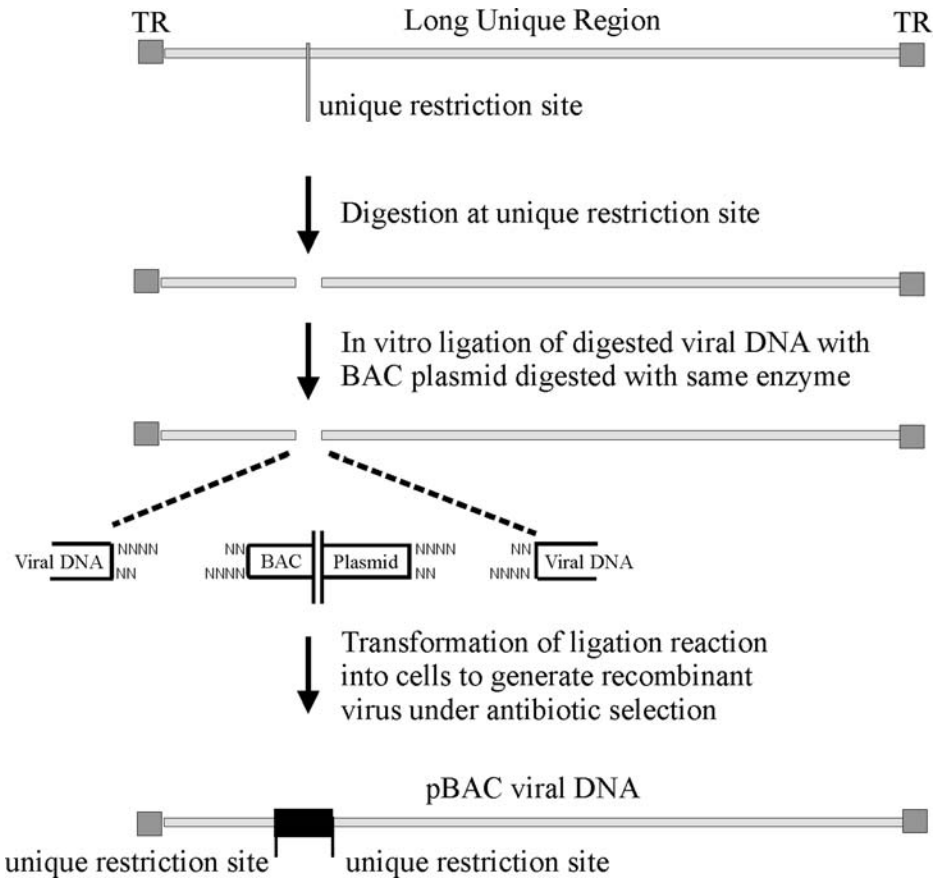 TR Long Unique Region TR
unique restriction site
Digestion at unique restriction site
In vitro ligation of digested viral DNA with
BAC plasmid digested with same enzyme
Viral DNA NNNN NN BAC Plasmid NNNN NN Viral DNA
NN NNNN NN NNNN
Transformation of ligation reaction
into cells to generate recombinant
virus under antibiotic selection
pBAC viral DNA
unique restriction site unique restriction site